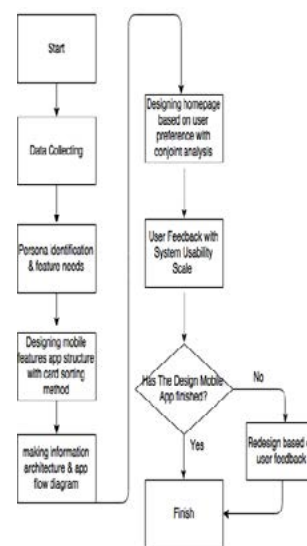 Start
Data Collecting
Persona identification
& feature needs
Designing mobile
features app structure
with card sorting
method
making information
architecture & app
flow diagram
Designing homepage
based on user
preference with
conjoint analysis
User Feedback with
System Usability
Scale
Has The Design Mobile
App finished?
No
Yes
Redesign based o
user feedback
Finish